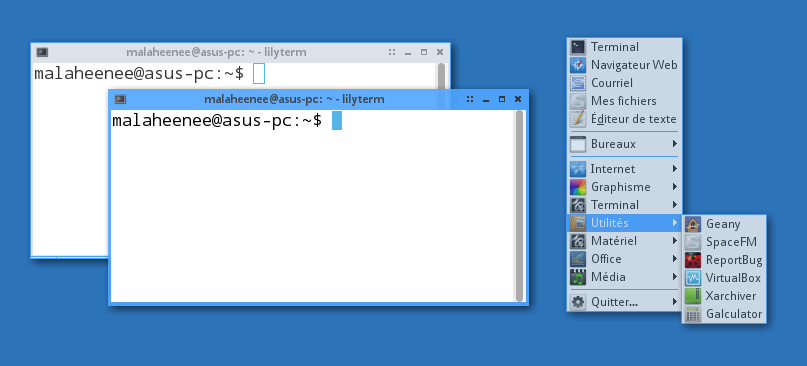 malaheenee@asus-pc: ~ - lilyterm
malaheenee@asus-pc:~$
malaheenee@asus-pc: ~ - lilyterm
malaheenee@asus-pc:~$
Terminal
Navigateur Web
Courriel
Mes fichiers
Éditeur de texte
Bureaux
Internet
Graphisme
Terminal
Utilités
Matériel
Office
Média
Quitter...
Geany
SpaceFM
ReportBug
VirtualBox
Xarchiver
Galculator